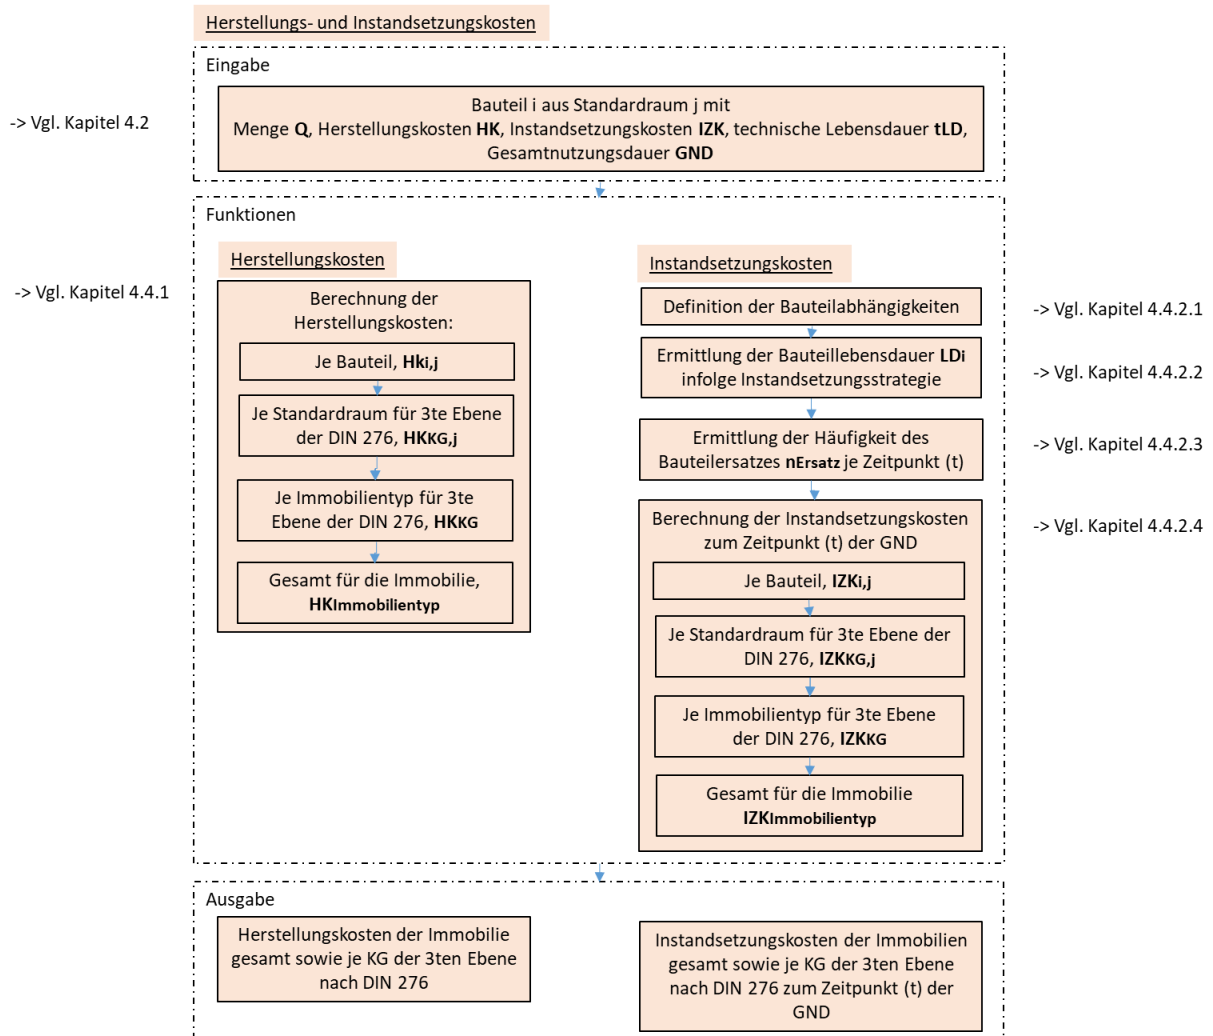 Herstellungs- und Instandsetzungskosten
Eingabe
-> Vgl. Kapitel 4.2
Bauteil i aus Standardraum j mit
Menge Q, Herstellungskosten HK, Instandsetzungskosten IZK, technische Lebensdauer tLD,
Gesamtnutzungsdauer GND
Funktionen
Herstellungskosten
-> Vgl. Kapitel 4.4.1
Berechnung der
Herstellungskosten:
Je Bauteil, Hki,j
Je Standardraum für 3te Ebene
der DIN 276, HKKG,j
Je Immobilientyp für 3te
Ebene der DIN 276, HKKG
Gesamt für die Immobilie,
HKImmobilientyp
Instandsetzungskosten
Definition der Bauteilabhängigkeiten
-> Vgl. Kapitel 4.4.2.1
Ermittlung der Bauteillebensdauer LDi
infolge Instandsetzungsstrategie
-> Vgl. Kapitel 4.4.2.2
Ermittlung der Häufigkeit des
Bauteilersatzes nErsatz je Zeitpunkt (t)
-> Vgl. Kapitel 4.4.2.3
Berechnung der Instandsetzungskosten
zum Zeitpunkt (t) der GND
-> Vgl. Kapitel 4.4.2.4
Je Bauteil, IZKi,j
Je Standardraum für 3te Ebene der
DIN 276, IZKKG,j
Je Immobilientyp für 3te Ebene
der DIN 276, IZKKG
Gesamt für die Immobilie
IZKImmobilientyp
Ausgabe
Herstellungskosten der Immobilie
gesamt sowie je KG der 3ten Ebene
nach DIN 276
Instandsetzungskosten der Immobilien
gesamt sowie je KG der 3ten Ebene
nach DIN 276 zum Zeitpunkt (t) der
GND